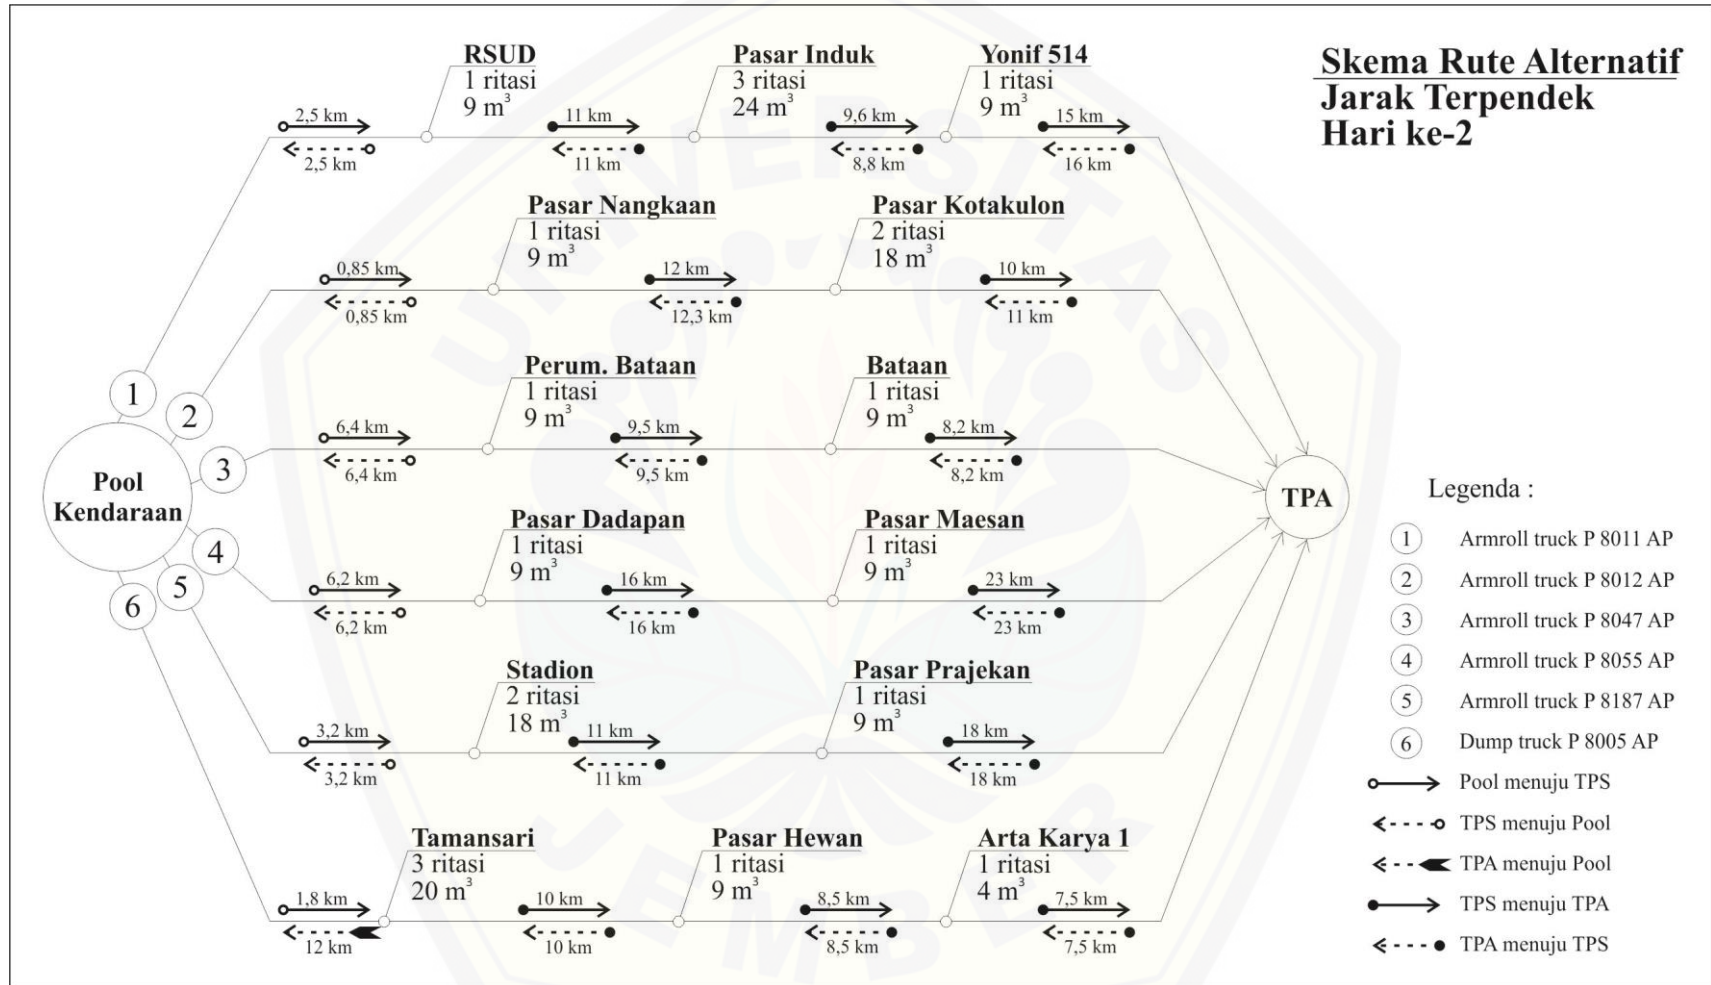 Skema Rute Alternatif
Jarak Terpendek
Hari ke-2
RSUD
1 ritasi
9 m³
Pasar Induk
3 ritasi
24 m³
Yonif 514
1 ritasi
9 m³
2,5 km
2,5 km
11 km
11 km
9,6 km
8,8 km
15 km
16 km
Pasar Nangkaan
1 ritasi
9 m³
Pasar Kotakulon
2 ritasi
18 m³
0,85 km
0,85 km
12 km
12,3 km
10 km
11 km
Perum. Bataan
1 ritasi
9 m³
Bataan
1 ritasi
9 m³
6,4 km
6,4 km
9,5 km
9,5 km
8,2 km
8,2 km
Pasar Dadapan
1 ritasi
9 m³
Pasar Maesan
1 ritasi
9 m³
6,2 km
6,2 km
16 km
16 km
23 km
23 km
Stadion
2 ritasi
18 m³
Pasar Prajekan
1 ritasi
9 m³
3,2 km
3,2 km
11 km
11 km
18 km
18 km
Tamansari
3 ritasi
20 m³
Pasar Hewan
1 ritasi
9 m³
Arta Karya 1
1 ritasi
4 m³
1,8 km
12 km
10 km
10 km
8,5 km
8,5 km
7,5 km
7,5 km
1
2
3
4
5
6
Pool
Kendaraan
TPA
Legenda :
1 Armroll truck P 8011 AP
2 Armroll truck P 8012 AP
3 Armroll truck P 8047 AP
4 Armroll truck P 8055 AP
5 Armroll truck P 8187 AP
6 Dump truck P 8005 AP
Pool menuju TPS
TPS menuju Pool
TPA menuju Pool
TPS menuju TPA
TPA menuju TPS
UNIVERSITAS
JEMBER